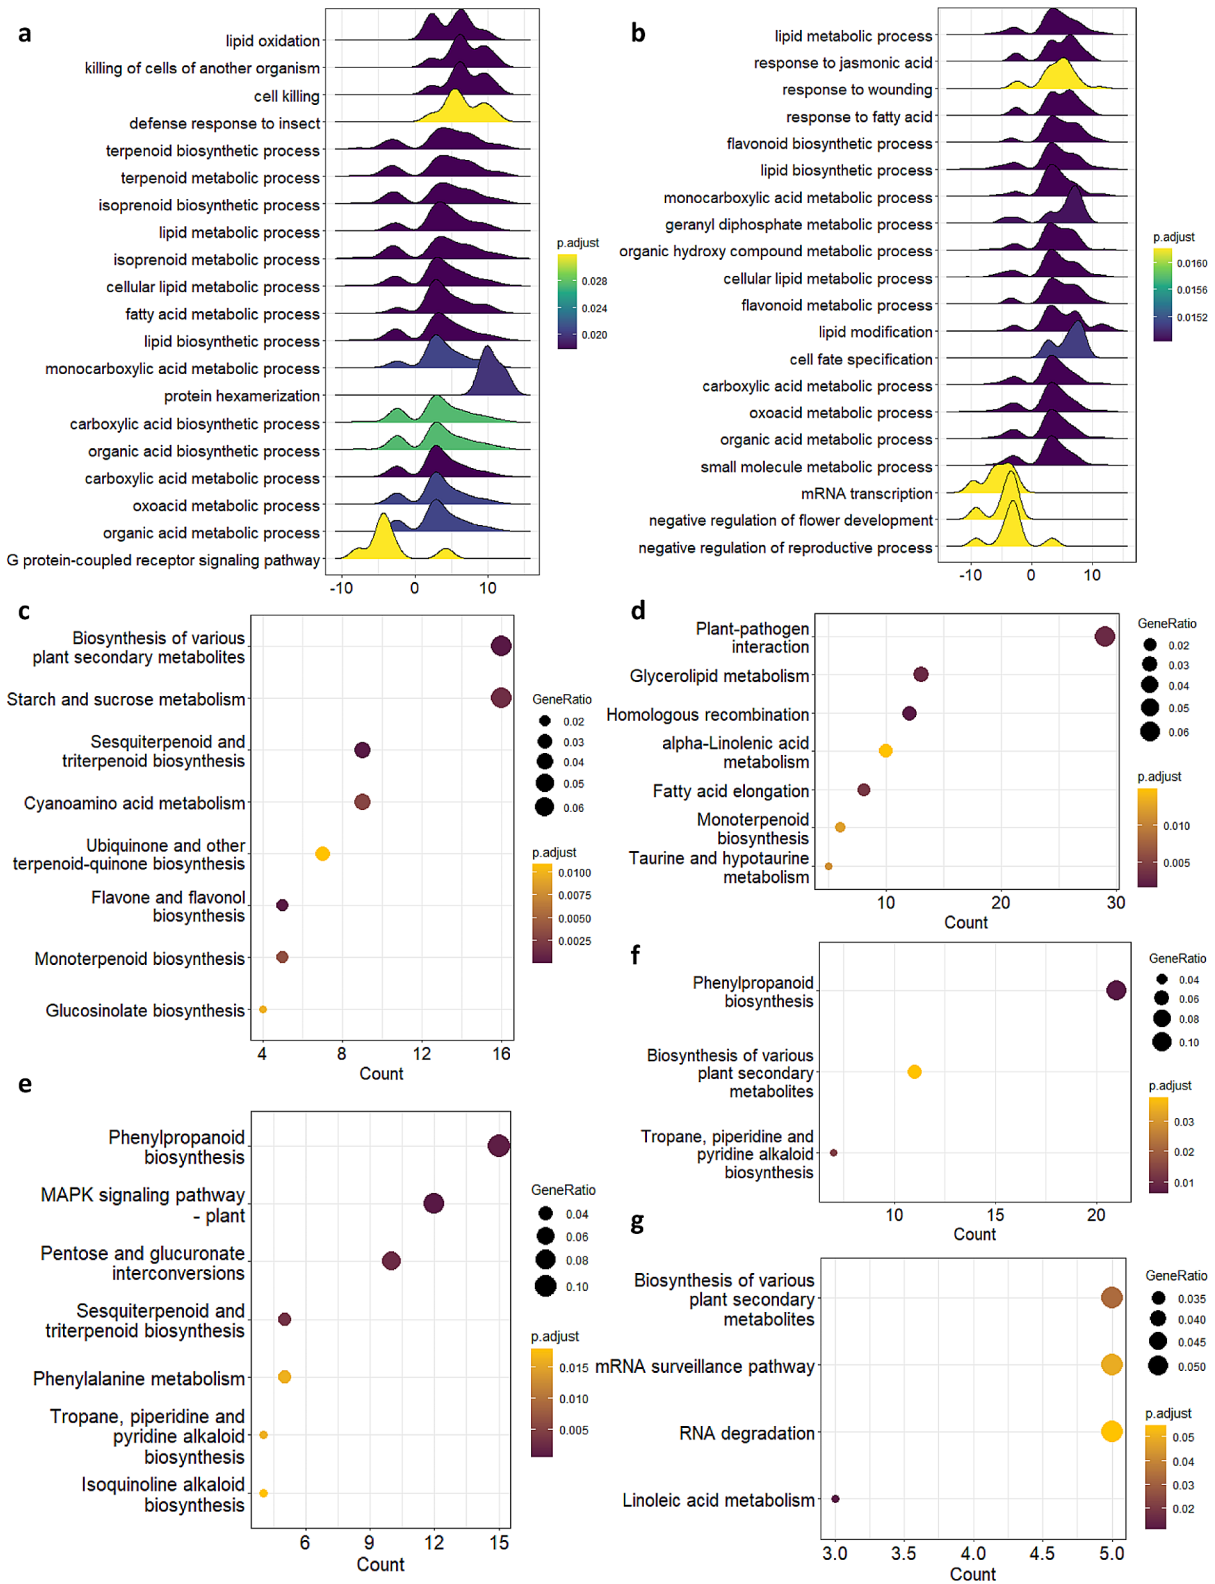 a
lipid oxidation
killing of cells of another organism
cell killing
defense response to insect
terpenoid biosynthetic process
terpenoid metabolic process
isoprenoid biosynthetic process
lipid metabolic process
isoprenoid metabolic process
cellular lipid metabolic process
fatty acid metabolic process
lipid biosynthetic process
monocarboxylic acid metabolic process
protein hexamerization
carboxylic acid biosynthetic process
organic acid biosynthetic process
carboxylic acid metabolic process
oxoacid metabolic process
organic acid metabolic process
G protein-coupled receptor signaling pathway
-10 0 10
p.adjust
0.028
0.024
0.020
b
lipid metabolic process
response to jasmonic acid
response to wounding
response to fatty acid
flavonoid biosynthetic process
lipid biosynthetic process
monocarboxylic acid metabolic process
geranyl diphosphate metabolic process
organic hydroxy compound metabolic process
cellular lipid metabolic process
flavonoid metabolic process
lipid modification
cell fate specification
carboxylic acid metabolic process
oxoacid metabolic process
organic acid metabolic process
small molecule metabolic process
mRNA transcription
negative regulation of flower development
negative regulation of reproductive process
-10 0 10
p.adjust
0.0160
0.0156
0.0152
c
Biosynthesis of various
plant secondary metabolites
Starch and sucrose metabolism
Sesquiterpenoid and
triterpenoid biosynthesis
Cyanoamino acid metabolism
Ubiquinone and other
terpenoid-quinone biosynthesis
Flavone and flavonol
biosynthesis
Monoterpenoid biosynthesis
Glucosinolate biosynthesis
4 8 12 16
Count
GeneRatio
0.02
0.03
0.04
0.05
0.06
p.adjust
0.0100
0.0075
0.0050
0.0025
d
Plant-pathogen
interaction
Glycerolipid metabolism
Homologous recombination
alpha-Linolenic acid
metabolism
Fatty acid elongation
Monoterpenoid
biosynthesis
Taurine and hypotaurine
metabolism
10 20 30
Count
GeneRatio
0.02
0.03
0.04
0.05
0.06
p.adjust
0.010
0.005
e
Phenylpropanoid
biosynthesis
MAPK signaling pathway
- plant
Pentose and glucuronate
interconversions
Sesquiterpenoid and
triterpenoid biosynthesis
Phenylalanine metabolism
Tropane, piperidine and
pyridine alkaloid
biosynthesis
Isoquinoline alkaloid
biosynthesis
6 9 12 15
Count
GeneRatio
0.04
0.06
0.08
0.10
p.adjust
0.015
0.010
0.005
f
Phenylpropanoid
biosynthesis
Biosynthesis of various
plant secondary
metabolites
Tropane, piperidine and
pyridine alkaloid
biosynthesis
10 15 20
Count
GeneRatio
0.04
0.06
0.08
0.10
p.adjust
0.03
0.02
0.01
g
Biosynthesis of various
plant secondary
metabolites
mRNA surveillance pathway
RNA degradation
Linoleic acid metabolism
3.0 3.5 4.0 4.5 5.0
Count
GeneRatio
0.035
0.040
0.045
0.050
p.adjust
0.05
0.04
0.03
0.02